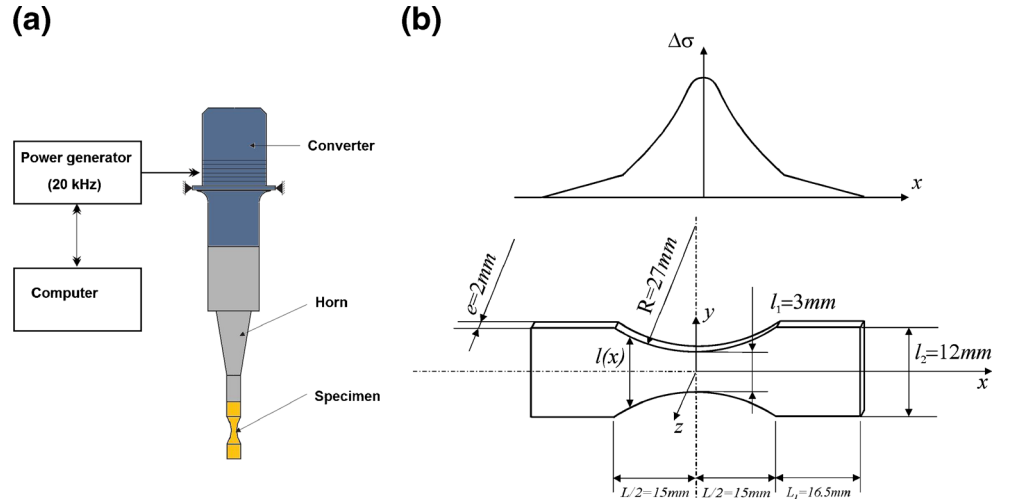 (a)
(b)
Power generator
(20 kHz)
Computer
Converter
Horn
Specimen
Δσ
x
e=2mm
R=27mm
y
l₁=3mm
l(x)
l₂=12mm
x
z
L/2=15mm
L/2=15mm
L₁=16.5mm